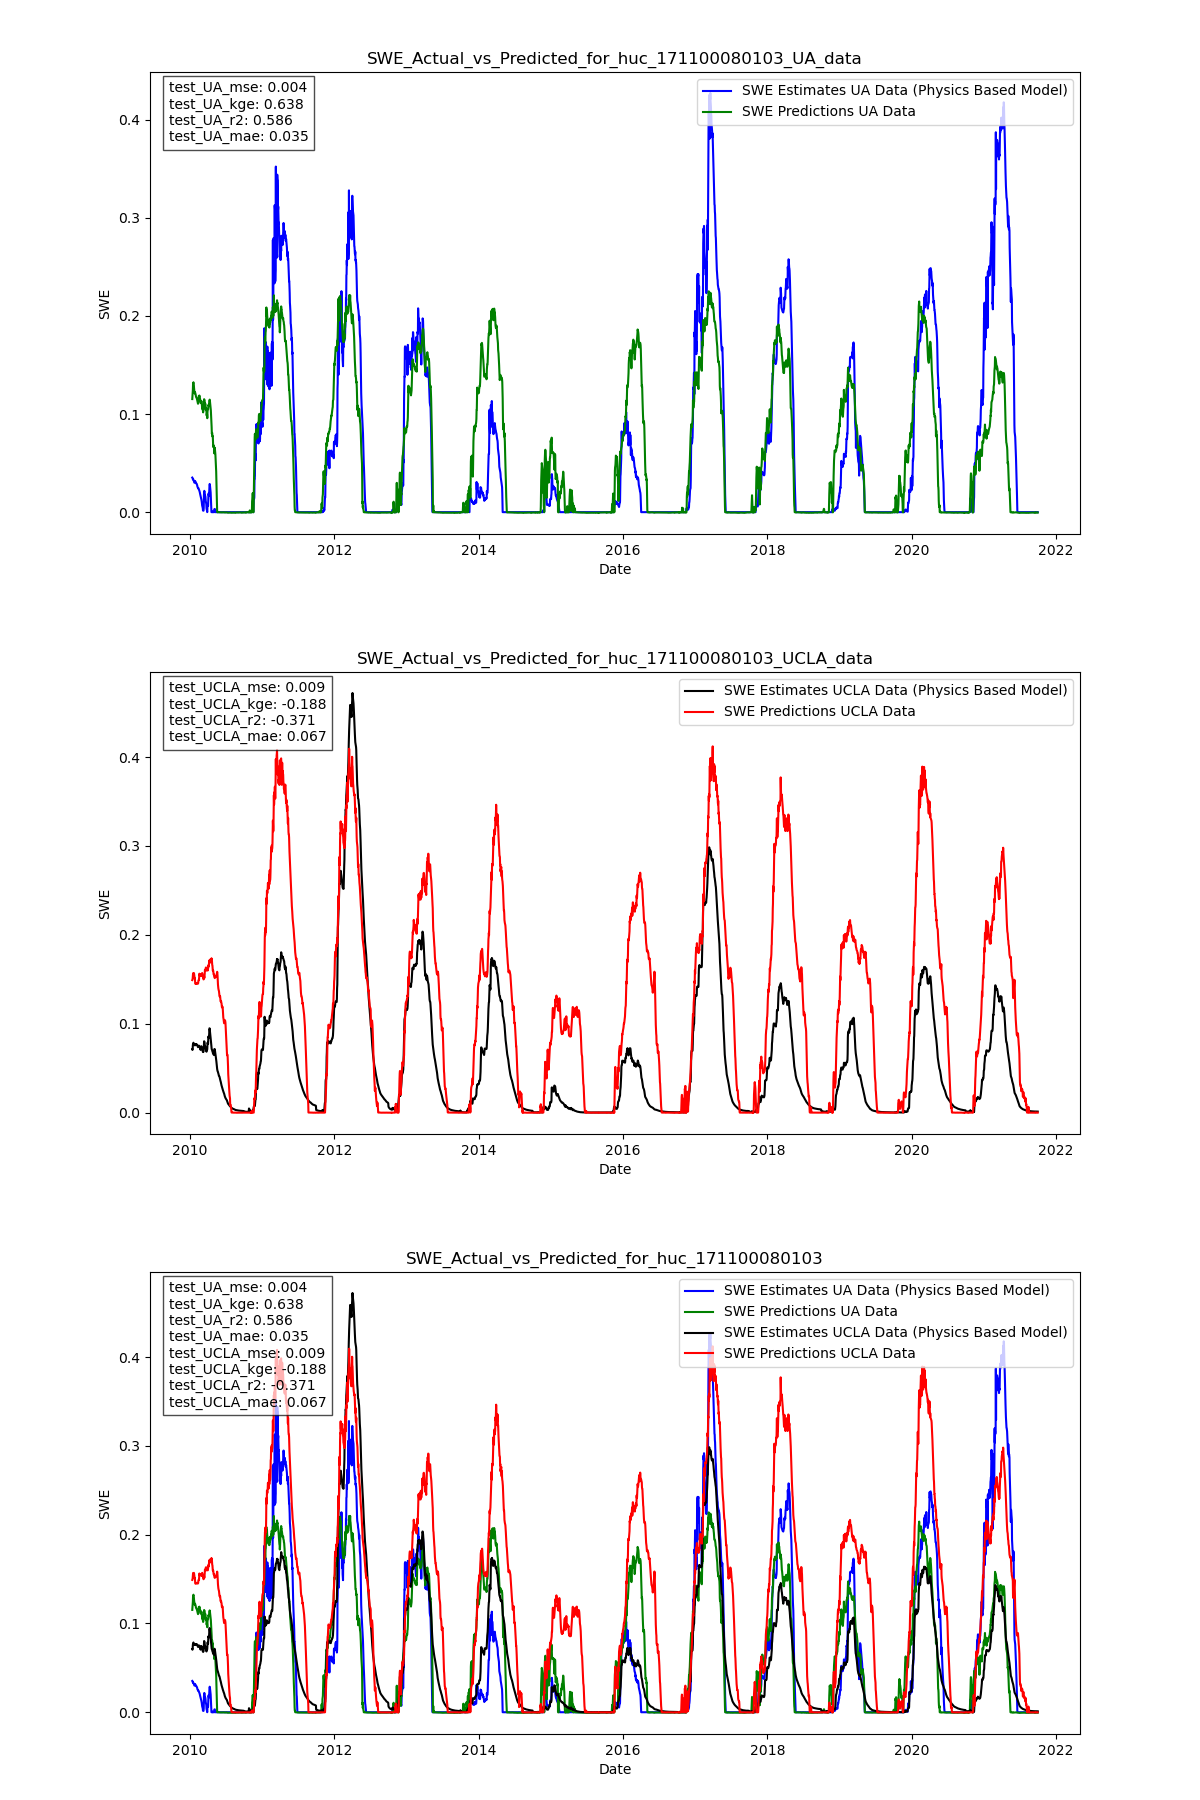 SWE_Actual_vs_Predicted_for_huc_171100080103_UA_data
test_UA_mse: 0.004
test_UA_kge: 0.638
test_UA_r2: 0.586
test_UA_mae: 0.035
SWE Estimates UA Data (Physics Based Model)
SWE Predictions UA Data
0.4
0.3
0.2
0.1
0.0
SWE
2010 2012 2014 2016 2018 2020 2022
Date
SWE_Actual_vs_Predicted_for_huc_171100080103_UCLA_data
test_UCLA_mse: 0.009
test_UCLA_kge: -0.188
test_UCLA_r2: -0.371
test_UCLA_mae: 0.067
SWE Estimates UCLA Data (Physics Based Model)
SWE Predictions UCLA Data
0.4
0.3
0.2
0.1
0.0
SWE
2010 2012 2014 2016 2018 2020 2022
Date
SWE_Actual_vs_Predicted_for_huc_171100080103
test_UA_mse: 0.004
test_UA_kge: 0.638
test_UA_r2: 0.586
test_UA_mae: 0.035
test_UCLA_mse: 0.009
test_UCLA_kge: -0.188
test_UCLA_r2: -0.371
test_UCLA_mae: 0.067
SWE Estimates UA Data (Physics Based Model)
SWE Predictions UA Data
SWE Estimates UCLA Data (Physics Based Model)
SWE Predictions UCLA Data
0.4
0.3
0.2
0.1
0.0
SWE
2010 2012 2014 2016 2018 2020 2022
Date